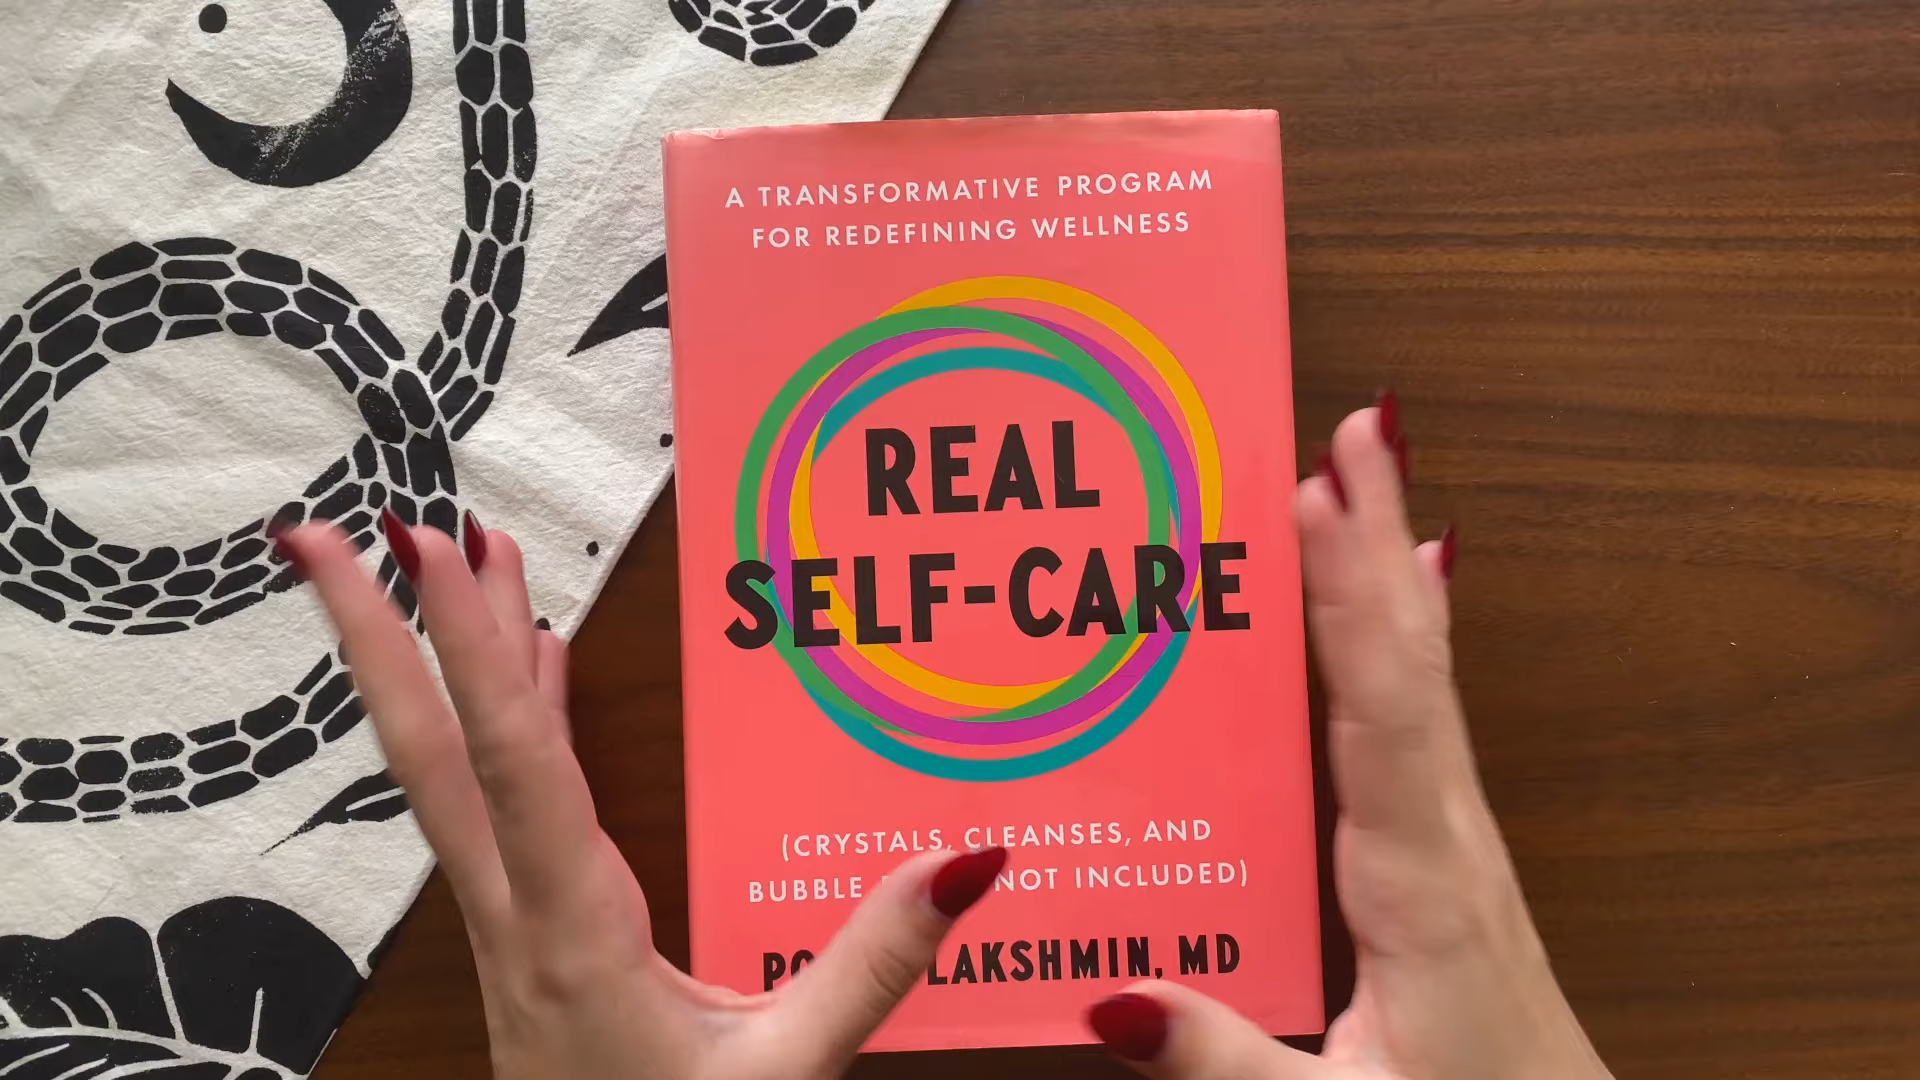 A TRANSFORMATIVE PROGRAM
FOR REDEFINING WELLNESS
REAL
SELF-CARE
(CRYSTALS, CLEANSES, AND
BUBBLE NOT INCLUDED)
LAKSHMIN, MD